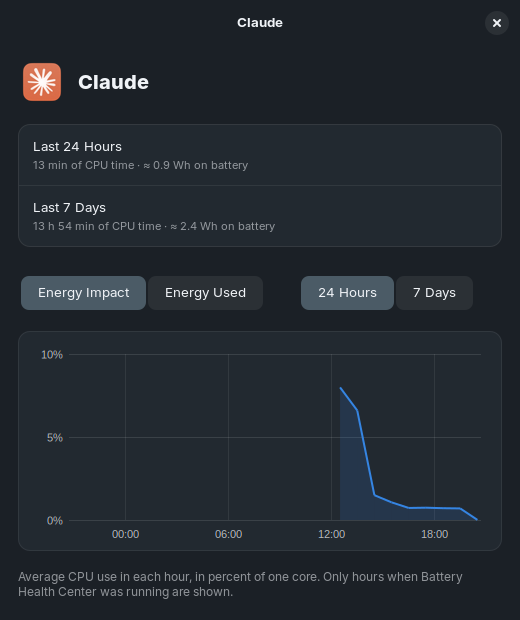 Claude
Claude
Last 24 Hours
13 min of CPU time · ≈ 0.9 Wh on battery
Last 7 Days
13 h 54 min of CPU time · ≈ 2.4 Wh on battery
Energy Impact Energy Used 24 Hours 7 Days
10%
5%
0%
00:00 06:00 12:00 18:00
Average CPU use in each hour, in percent of one core. Only hours when Battery
Health Center was running are shown.